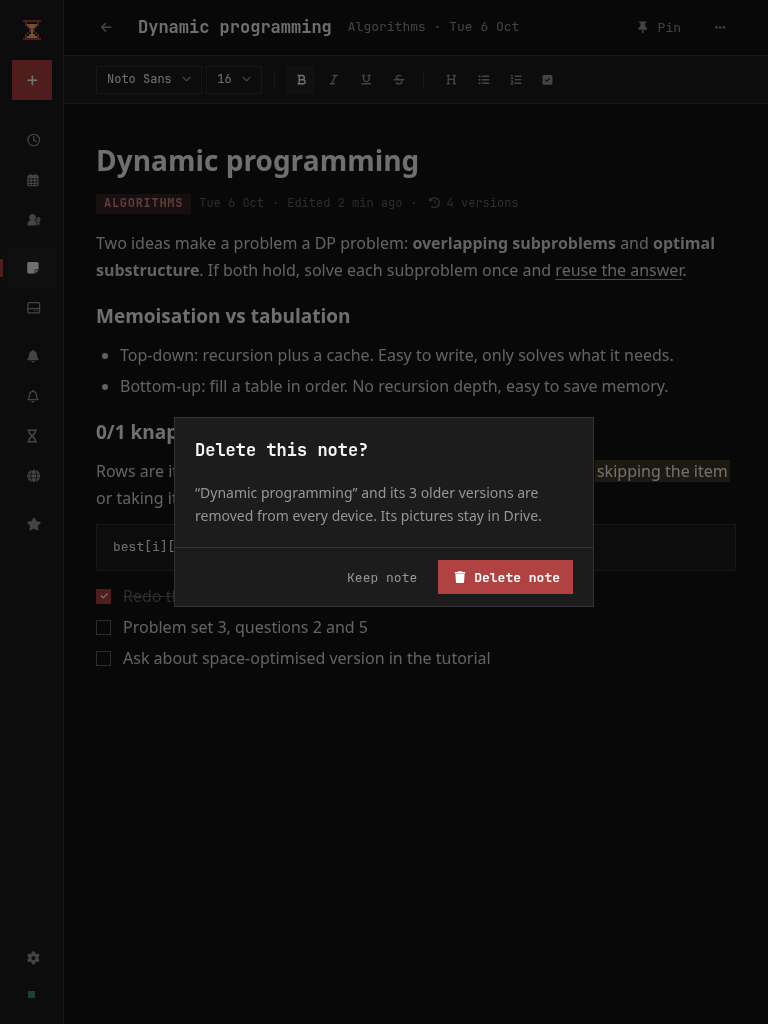 Dynamic programming
Algorithms · Tue 6 Oct
Pin
Noto Sans
16
B I U S H
Dynamic programming
ALGORITHMS Tue 6 Oct · Edited 2 min ago · 4 versions
Two ideas make a problem a DP problem: overlapping subproblems and optimal
substructure. If both hold, solve each subproblem once and reuse the answer.
Memoisation vs tabulation
• Top-down: recursion plus a cache. Easy to write, only solves what it needs.
• Bottom-up: fill a table in order. No recursion depth, easy to save memory.
0/1
Rows are
skipping the item
or taking
best[i][
Redo
Problem set 3, questions 2 and 5
Ask about space-optimised version in the tutorial
Delete this note?
“Dynamic programming” and its 3 older versions are
removed from every device. Its pictures stay in Drive.
Keep note
Delete note